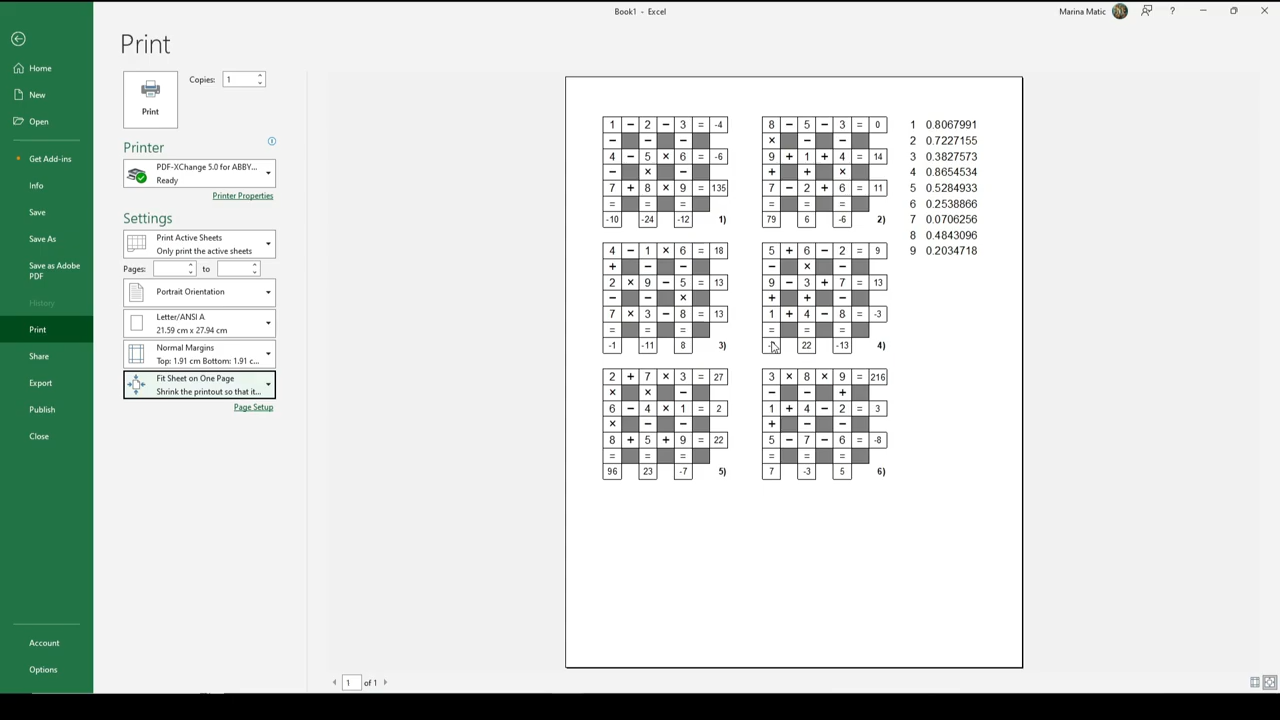 Book1 - Excel
Marina Matic
?
Print
Home
New
Open
Get Add-ins
Info
Save
Save As
Save as Adobe
PDF
History
Print
Share
Export
Publish
Close
Account
Options
Print
Copies: 1
Printer
PDF-XChange 5.0 for ABBY...
Ready
Printer Properties
Settings
Print Active Sheets
Only print the active sheets
Pages: to
Portrait Orientation
Letter/ANSI A
21.59 cm x 27.94 cm
Normal Margins
Top: 1.91 cm Bottom: 1.91 c...
Fit Sheet on One Page
Shrink the printout so that it...
Page Setup
1 − 2 − 3 = -4
− − −
4 − 5 × 6 = -6
− × −
7 + 8 × 9 = 135
= = =
-10 -24 -12 1)
8 − 5 − 3 = 0
× − −
9 + 1 + 4 = 14
+ + ×
7 − 2 + 6 = 11
= = =
79 6 -6 2)
4 − 1 × 6 = 18
+ − −
2 × 9 − 5 = 13
− − ×
7 × 3 − 8 = 13
= = =
-1 -11 8 3)
5 + 6 − 2 = 9
− × −
9 − 3 + 7 = 13
+ + −
1 + 4 − 8 = -3
= = =
22 -13 4)
2 + 7 × 3 = 27
× × −
6 − 4 × 1 = 2
× − −
8 + 5 + 9 = 22
= = =
96 23 -7 5)
3 × 8 × 9 = 216
− − +
1 + 4 − 2 = 3
+ − −
5 − 7 − 6 = -8
= = =
7 -3 5 6)
1 0.8067991
2 0.7227155
3 0.3827573
4 0.8654534
5 0.5284933
6 0.2538866
7 0.0706256
8 0.4843096
9 0.2034718
1 of 1